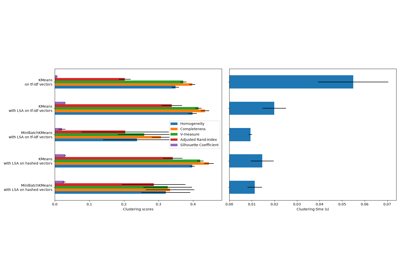 KMeans
on tf-idf vectors
KMeans
with LSA on tf-idf vectors
MiniBatchKMeans
with LSA on tf-idf vectors
KMeans
with LSA on hashed vectors
MiniBatchKMeans
with LSA on hashed vectors
Homogeneity
Completeness
V-measure
Adjusted Rand-Index
Silhouette Coefficient
0.0 0.1 0.2 0.3 0.4
Clustering scores
0.00 0.01 0.02 0.03 0.04 0.05 0.06 0.07
Clustering time (s)